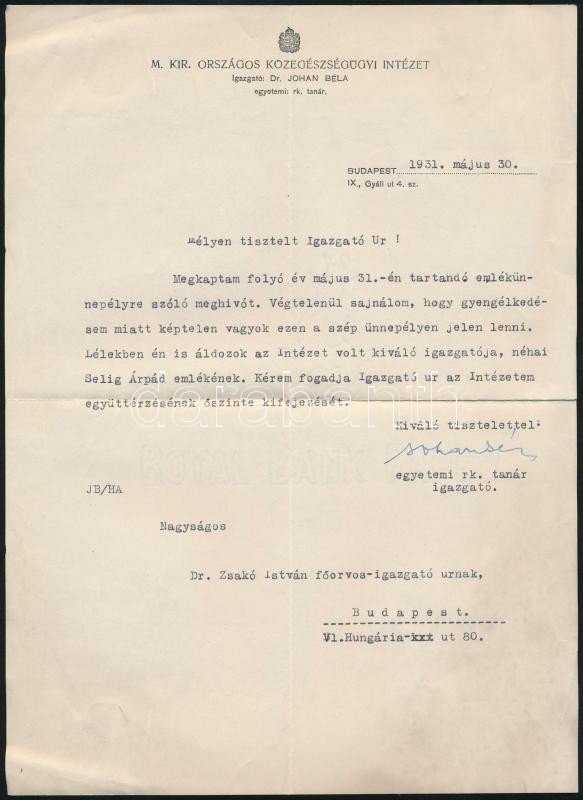 M. KIR. ORSZÁGOS KÖZEGÉSZSÉGÜGYI INTÉZET
Igazgató: Dr. JOHAN BÉLA
egyetemi: rk. tanár.
BUDAPEST, 1931. május 30.
IX., Gyáli ut 4. sz.
Mélyen tisztelt Igazgató Ur !
Megkaptam folyó év május 31.-én tartandó emlékün-
nepélyre szóló meghivót. Végtelenül sajnálom, hogy gyengélkedé-
sem miatt képtelen vagyok ezen a szép ünnepélyen jelen lenni.
Lélekben én is áldozok az Intézet volt kiváló igazgatója, néhai
Selig Árpád emlékének. Kérem fogadja Igazgató ur az Intézetem
együttérzésének őszinte kifejezését.
darabanth
Kiváló tisztelettel:
Johan Béla
egyetemi rk. tanár
igazgató.
JB/HA
Nagyságos
Dr. Zsakó István főorvos-igazgató urnak,
Budapest.
VI.Hungária-kxt ut 80.